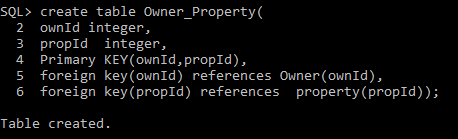 SQL> create table Owner_Property(
2 ownId integer,
3 propId  integer,
4 Primary KEY(ownId,propId),
5 foreign key(ownId) references Owner(ownId),
6 foreign key(propId) references  property(propId));
Table created.